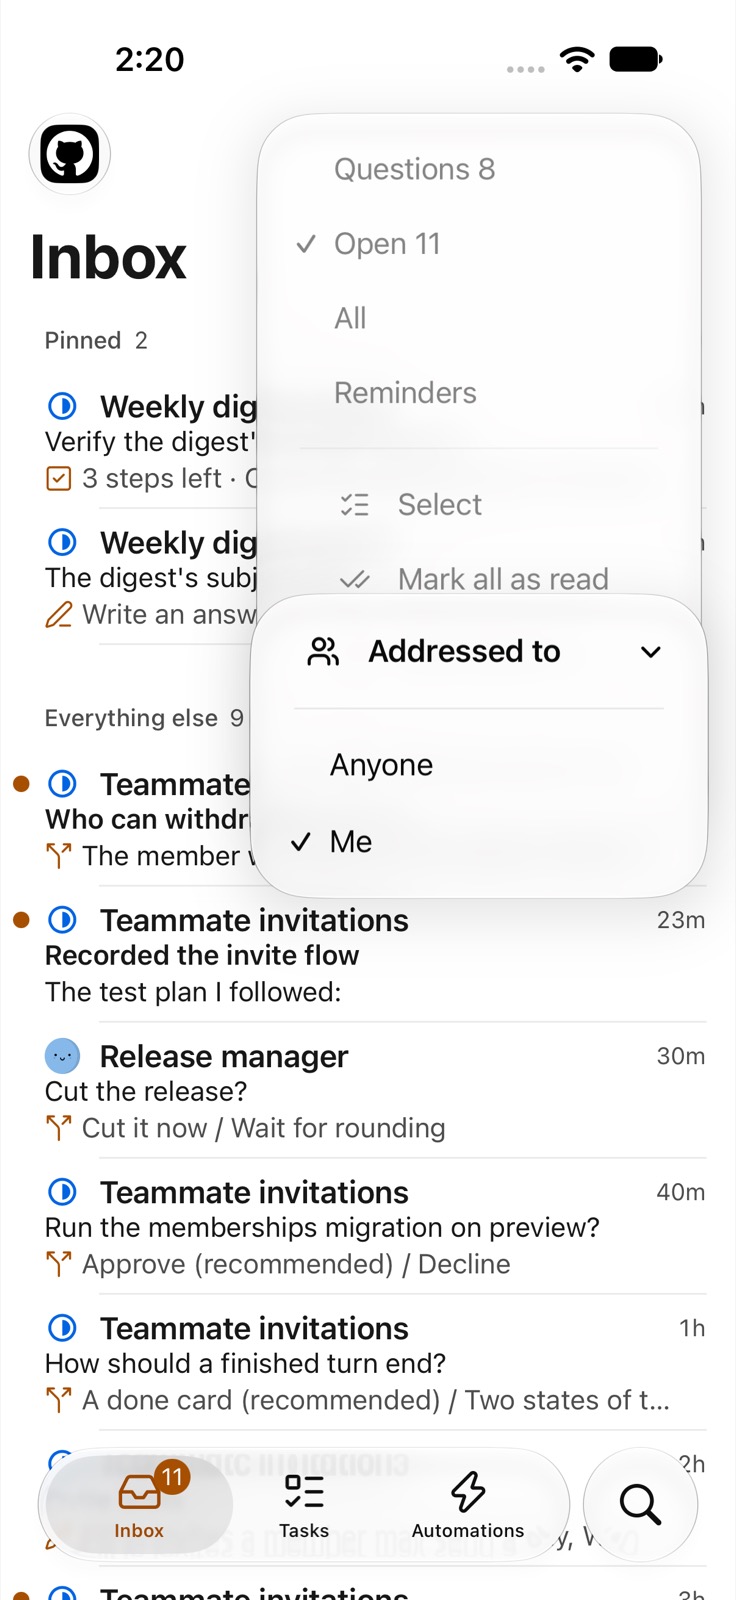 2:20
Questions 8
Open 11
All
Reminders
Select
Mark all as read
Addressed to
Anyone
Me
Inbox
Pinned 2
Weekly dig
Verify the digest'
3 steps left ·
Weekly dig
The digest's subj
Write an answ
Everything else 9
Teammate
Who can withdr
The member
Teammate invitations 23m
Recorded the invite flow
The test plan I followed:
Release manager 30m
Cut the release?
Cut it now / Wait for rounding
Teammate invitations 40m
Run the memberships migration on preview?
Approve (recommended) / Decline
Teammate invitations 1h
How should a finished turn end?
A done card (recommended) / Two states of t...
2h
11
Inbox
Tasks
Automations
Teammate invitations 3h